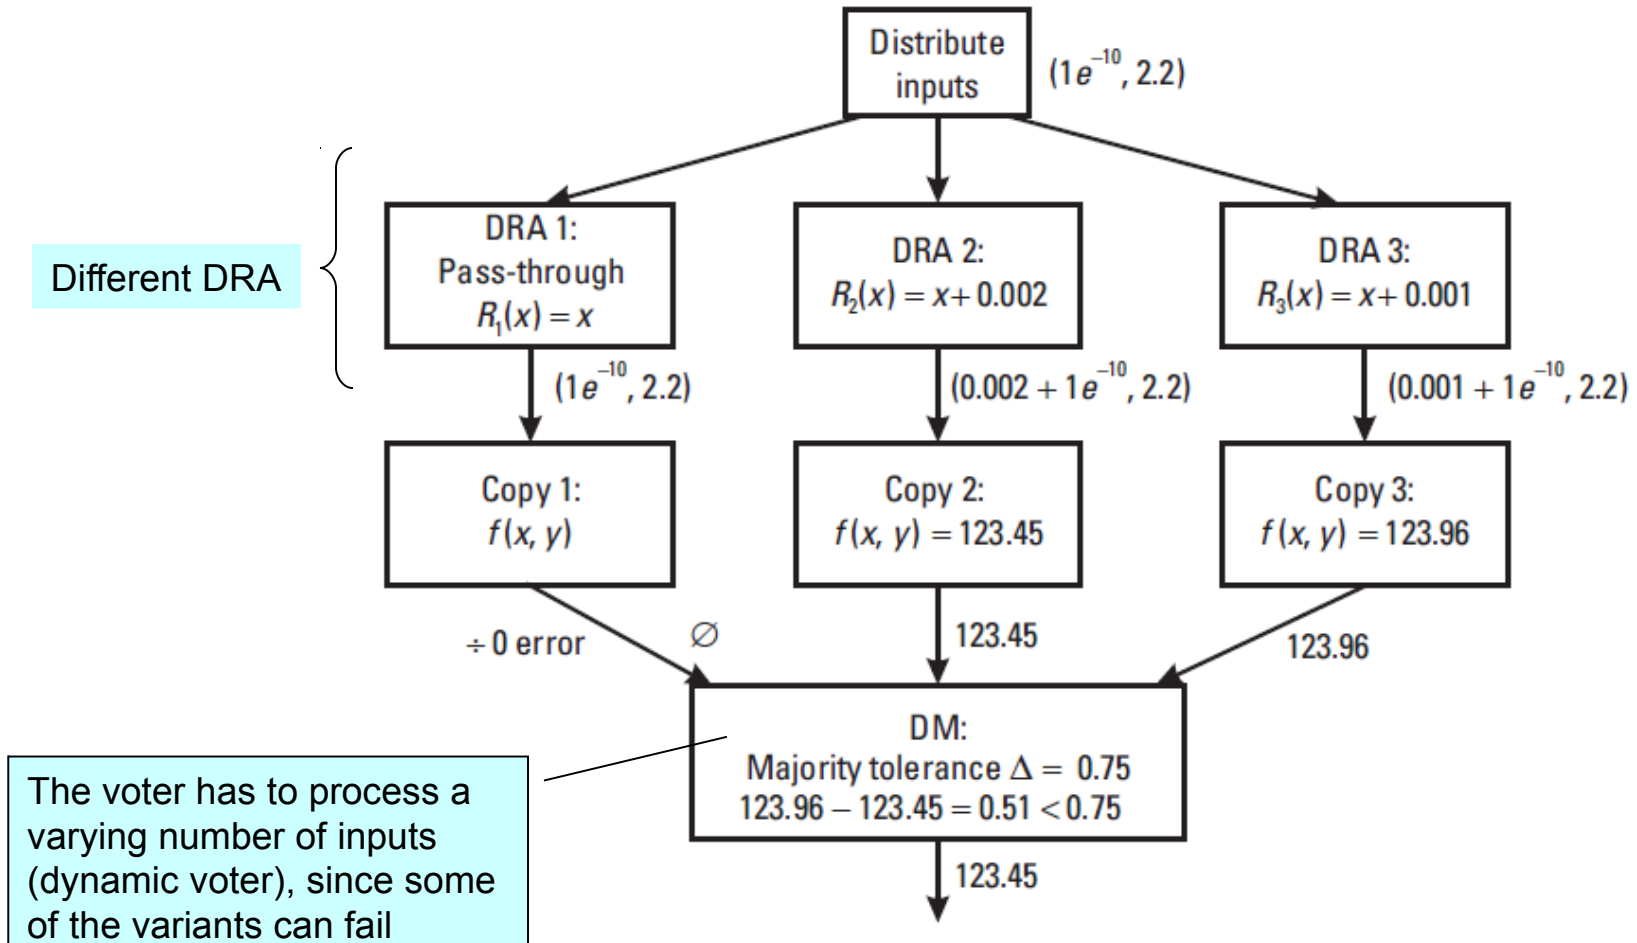 Distribute
inputs
(1e⁻¹⁰, 2.2)
Different DRA
DRA 1:
Pass-through
R₁(x) = x
DRA 2:
R₂(x) = x + 0.002
DRA 3:
R₃(x) = x + 0.001
(1e⁻¹⁰, 2.2)
(0.002 + 1e⁻¹⁰, 2.2)
(0.001 + 1e⁻¹⁰, 2.2)
Copy 1:
f(x, y)
Copy 2:
f(x, y) = 123.45
Copy 3:
f(x, y) = 123.96
÷ 0 error
∅
123.45
123.96
DM:
Majority tolerance Δ = 0.75
123.96 – 123.45 = 0.51 < 0.75
The voter has to process a
varying number of inputs
(dynamic voter), since some
of the variants can fail
123.45